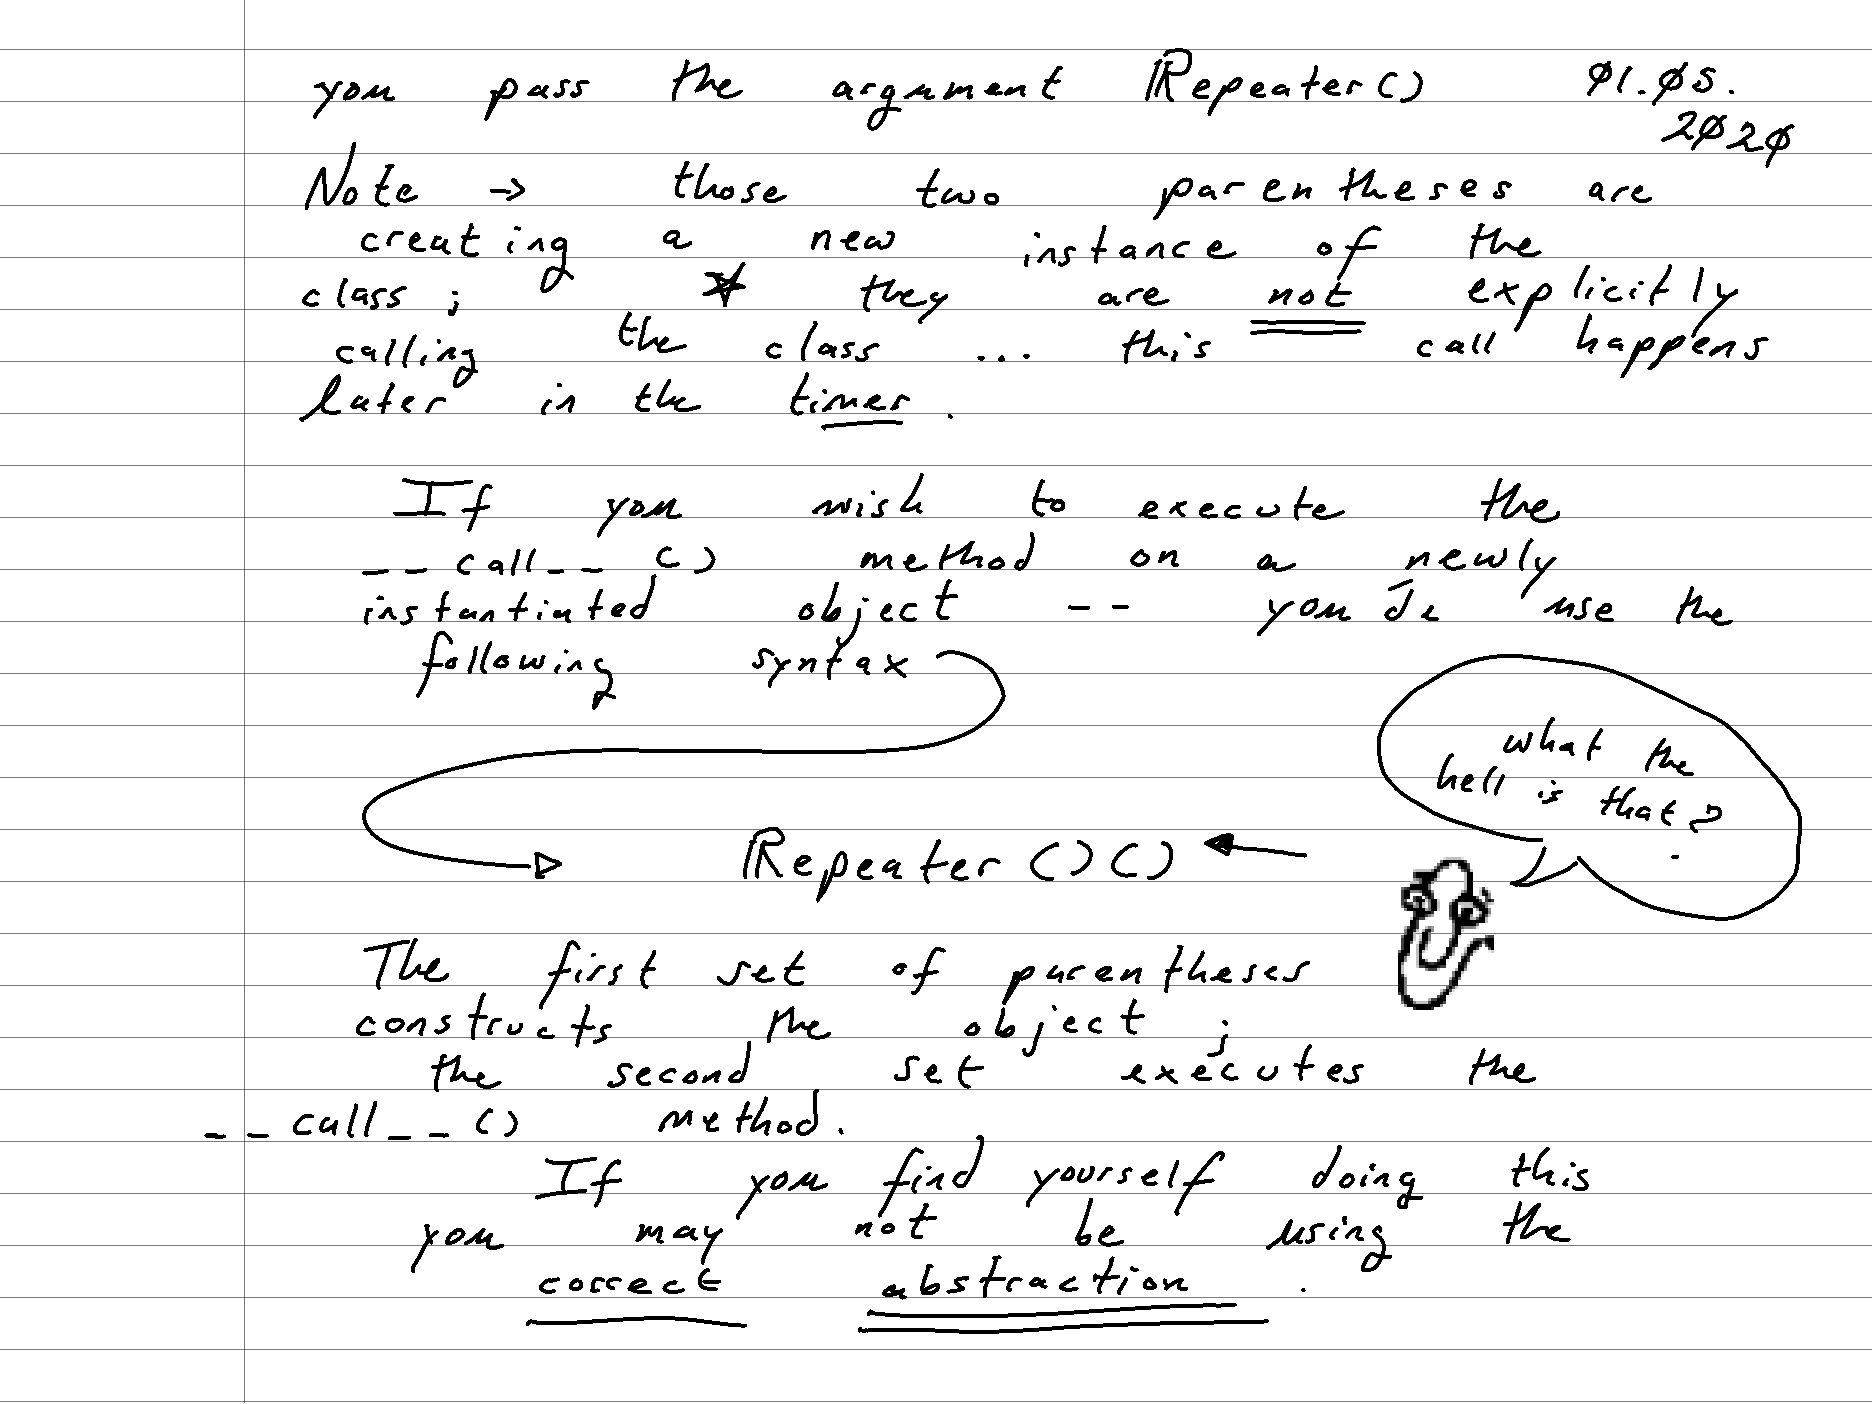 you pass the argument Repeater() 01.05.
2020
Note → those two parentheses are
creating a new instance of the
class ; ★ they are not explicitly
calling the class ... this call happens
later in the timer .
If you wish to execute the
__call__() method on a newly
instantiated object -- you'd use the
following syntax
what the
hell is that?
Repeater()()
The first set of parentheses
constructs the object ;
the second set executes the
__call__() method.
If you find yourself doing this
you may not be using the
correct abstraction .